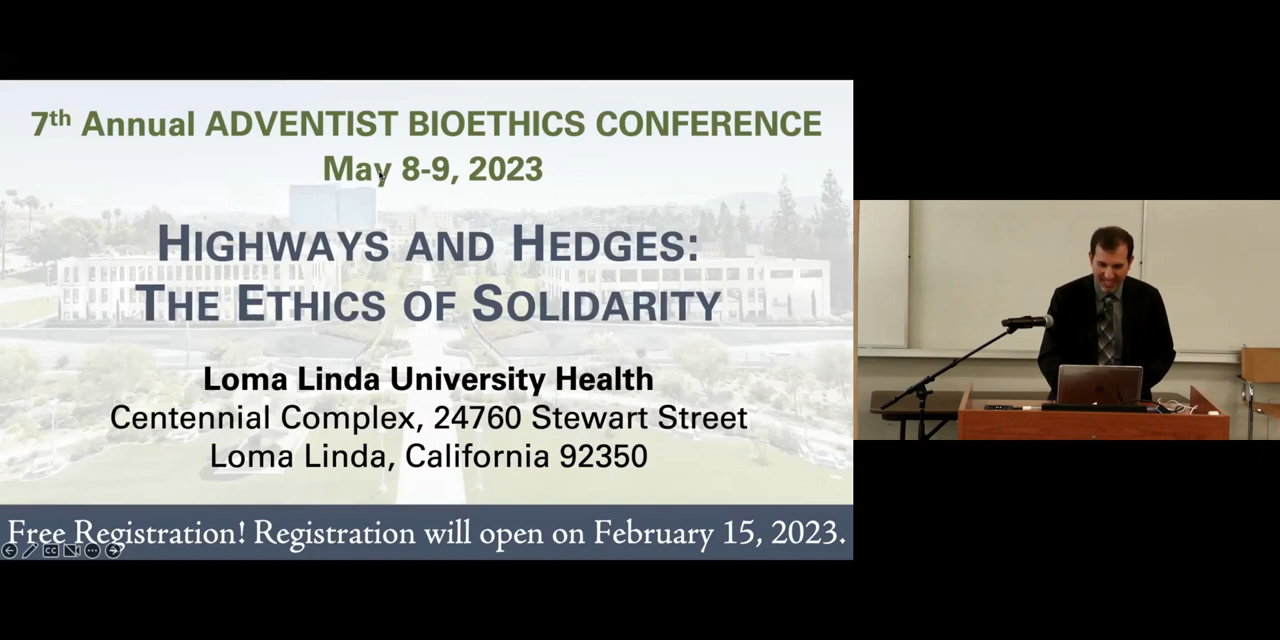 7th Annual ADVENTIST BIOETHICS CONFERENCE
May 8-9, 2023
HIGHWAYS AND HEDGES:
THE ETHICS OF SOLIDARITY
Loma Linda University Health
Centennial Complex, 24760 Stewart Street
Loma Linda, California 92350
Free Registration! Registration will open on February 15, 2023.
CC